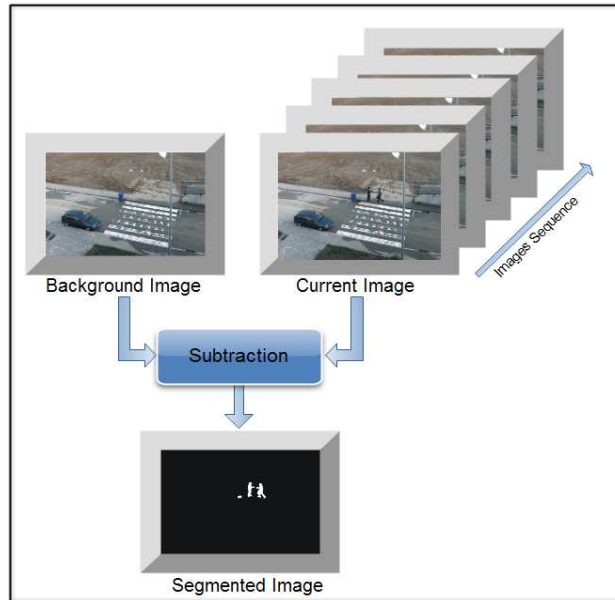 Background Image
Current Image
Images Sequence
Subtraction
Segmented Image